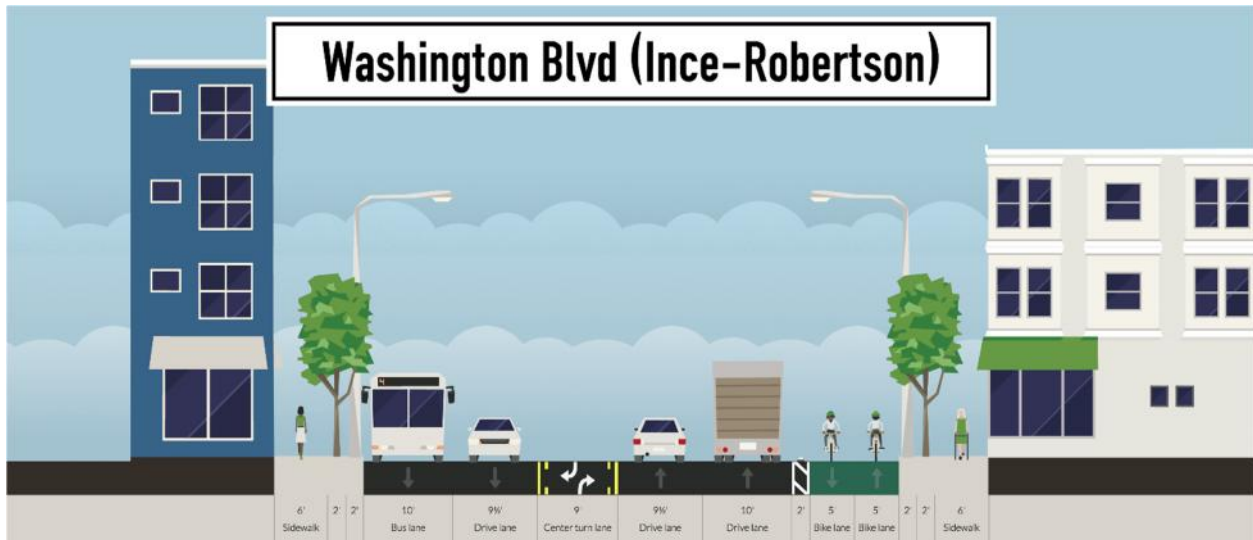 Washington Blvd (Ince-Robertson)
4
6' 2' 2' 10' 9½' 9' 9½' 10' 2' 5' 5' 2' 2' 6'
Sidewalk Bus lane Drive lane Center turn lane Drive lane Drive lane Bike lane Bike lane Sidewalk